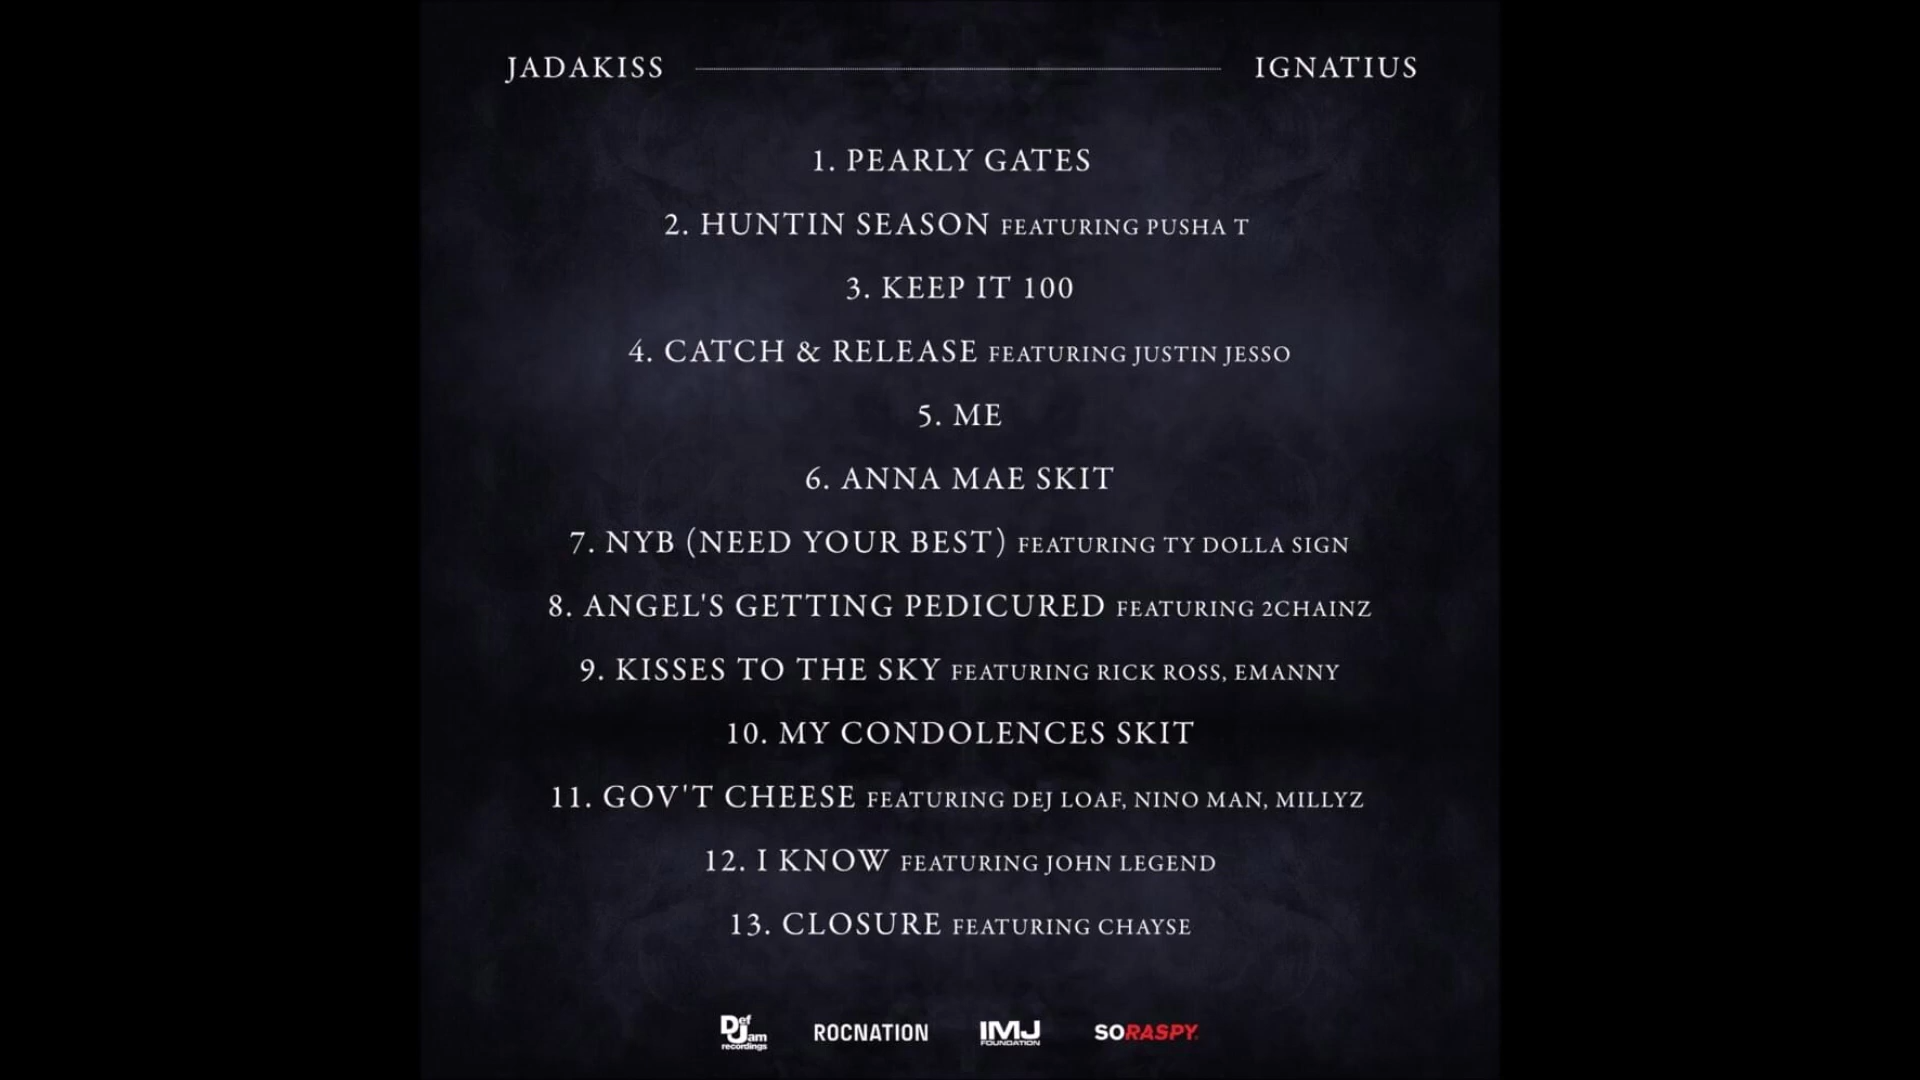 JADAKISS IGNATIUS
1. PEARLY GATES
2. HUNTIN SEASON FEATURING PUSHA T
3. KEEP IT 100
4. CATCH & RELEASE FEATURING JUSTIN JESSO
5. ME
6. ANNA MAE SKIT
7. NYB (NEED YOUR BEST) FEATURING TY DOLLA SIGN
8. ANGEL'S GETTING PEDICURED FEATURING 2CHAINZ
9. KISSES TO THE SKY FEATURING RICK ROSS, EMANNY
10. MY CONDOLENCES SKIT
11. GOV'T CHEESE FEATURING DEJ LOAF, NINO MAN, MILLYZ
12. I KNOW FEATURING JOHN LEGEND
13. CLOSURE FEATURING CHAYSE
Def Jam recordings ROCNATION IMJ FOUNDATION SORASPY